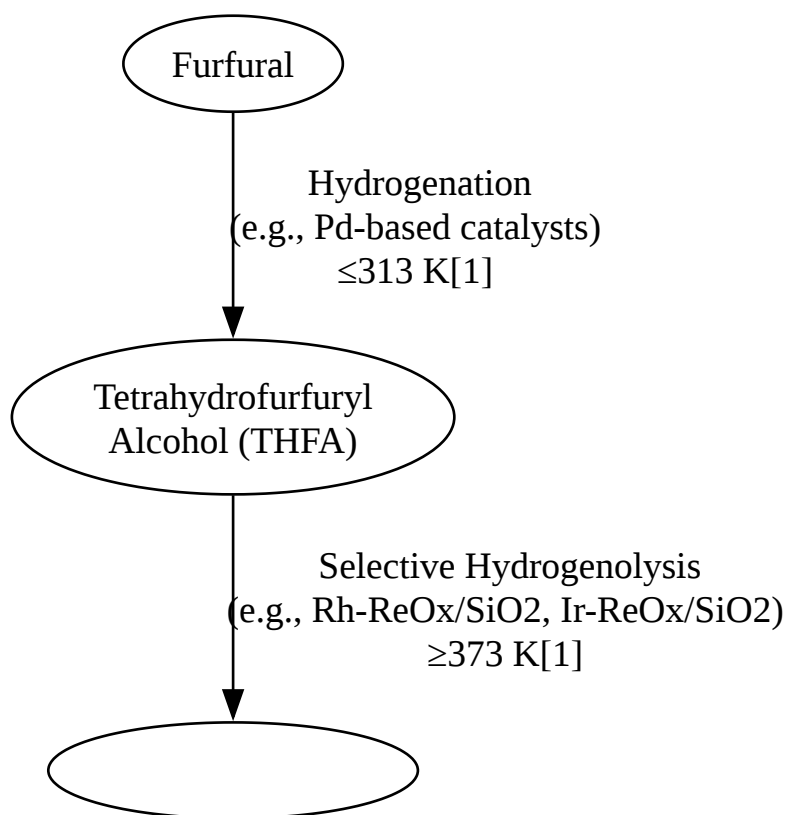 Furfural
Hydrogenation
(e.g., Pd-based catalysts)
≤313 K[1]
Tetrahydrofurfuryl
Alcohol (THFA)
Selective Hydrogenolysis
(e.g., Rh-ReOx/SiO2, Ir-ReOx/SiO2)
≥373 K[1]